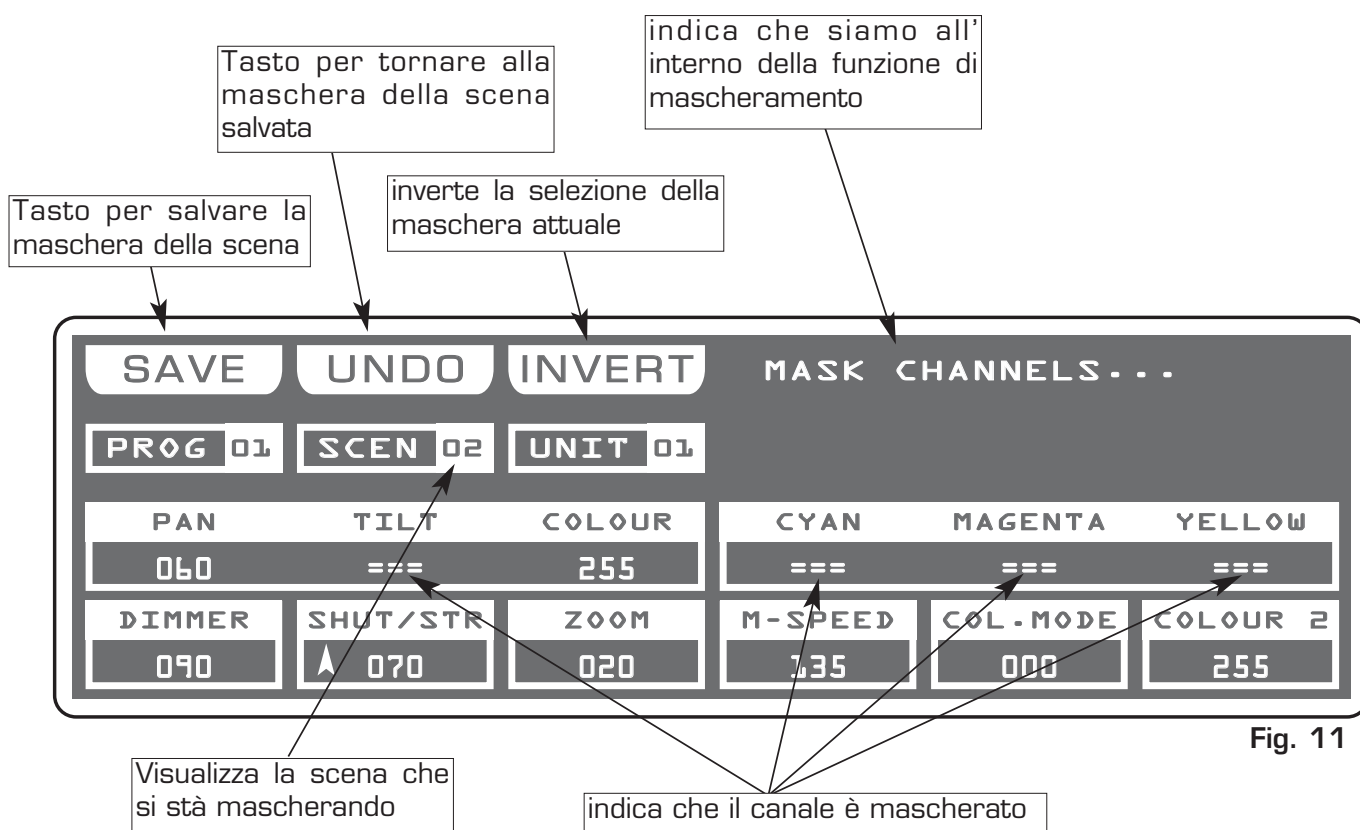 indica che siamo all'
interno della funzione di
mascheramento
Tasto per tornare alla
maschera della scena
salvata
inverte la selezione della
maschera attuale
Tasto per salvare la
maschera della scena
SAVE UNDO INVERT MASK CHANNELS...
PROG 01 SCEN 02 UNIT 01
PAN TILT COLOUR CYAN MAGENTA YELLOW
060 === 255 === === ===
DIMMER SHUT/STR ZOOM M-SPEED COL.MODE COLOUR 2
090 070 020 135 000 255
Fig. 11
Visualizza la scena che
si stà mascherando
indica che il canale è mascherato